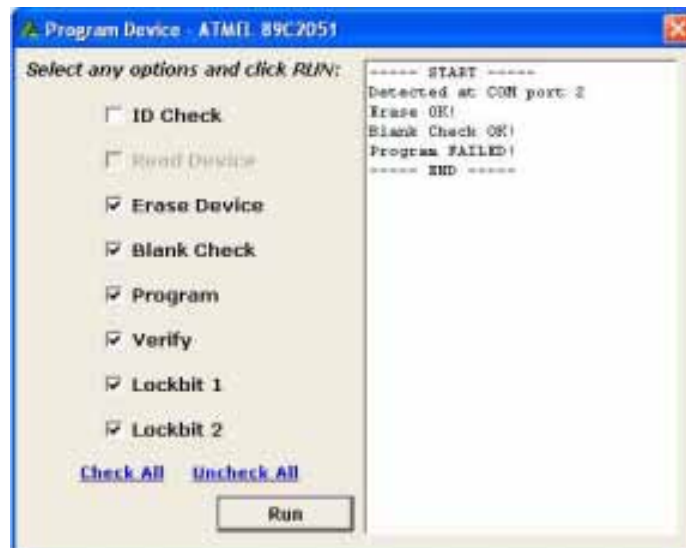 Program Device - ATMEL 89C2051
Select any options and click RUN:
ID Check
Read Device
Erase Device
Blank Check
Program
Verify
Lockbit 1
Lockbit 2
Check All Uncheck All
Run
----- START -----
Detected at COM port 2
Erase OK!
Blank Check OK!
Program FAILED!
----- END -----